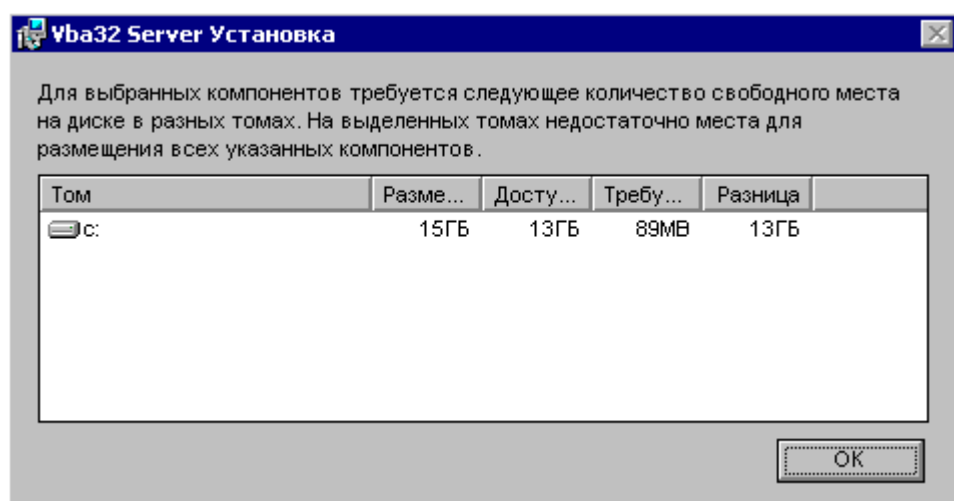 Vba32 Server Установка
Для выбранных компонентов требуется следующее количество свободного места
на диске в разных томах. На выделенных томах недостаточно места для
размещения всех указанных компонентов.
Том Разме... Досту... Требу... Разница
c: 15ГБ 13ГБ 89MB 13ГБ
OK